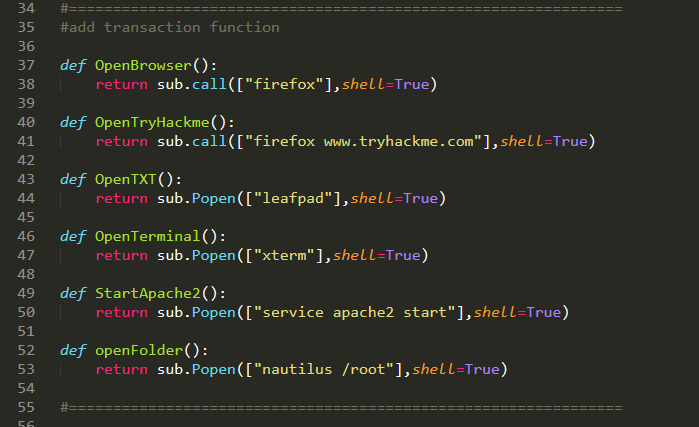 34 #===============================================================
35 #add transaction function
36
37 def OpenBrowser():
38 return sub.call(["firefox"],shell=True)
39
40 def OpenTryHackme():
41 return sub.call(["firefox www.tryhackme.com"],shell=True)
42
43 def OpenTXT():
44 return sub.Popen(["leafpad"],shell=True)
45
46 def OpenTerminal():
47 return sub.Popen(["xterm"],shell=True)
48
49 def StartApache2():
50 return sub.Popen(["service apache2 start"],shell=True)
51
52 def openFolder():
53 return sub.Popen(["nautilus /root"],shell=True)
54
55 #===============================================================
56